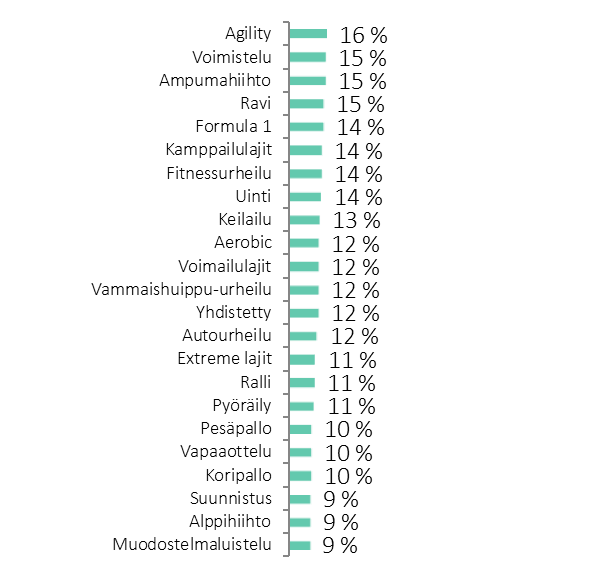 Agility 16 %
Voimistelu 15 %
Ampumahiihto 15 %
Ravi 15 %
Formula 1 14 %
Kamppailulajit 14 %
Fitnessurheilu 14 %
Uinti 14 %
Keilailu 13 %
Aerobic 12 %
Voimailulajit 12 %
Vammaishuippu-urheilu 12 %
Yhdistetty 12 %
Autourheilu 12 %
Extreme lajit 11 %
Ralli 11 %
Pyöräily 11 %
Pesäpallo 10 %
Vapaaottelu 10 %
Koripallo 10 %
Suunnistus 9 %
Alppihiihto 9 %
Muodostelmaluistelu 9 %